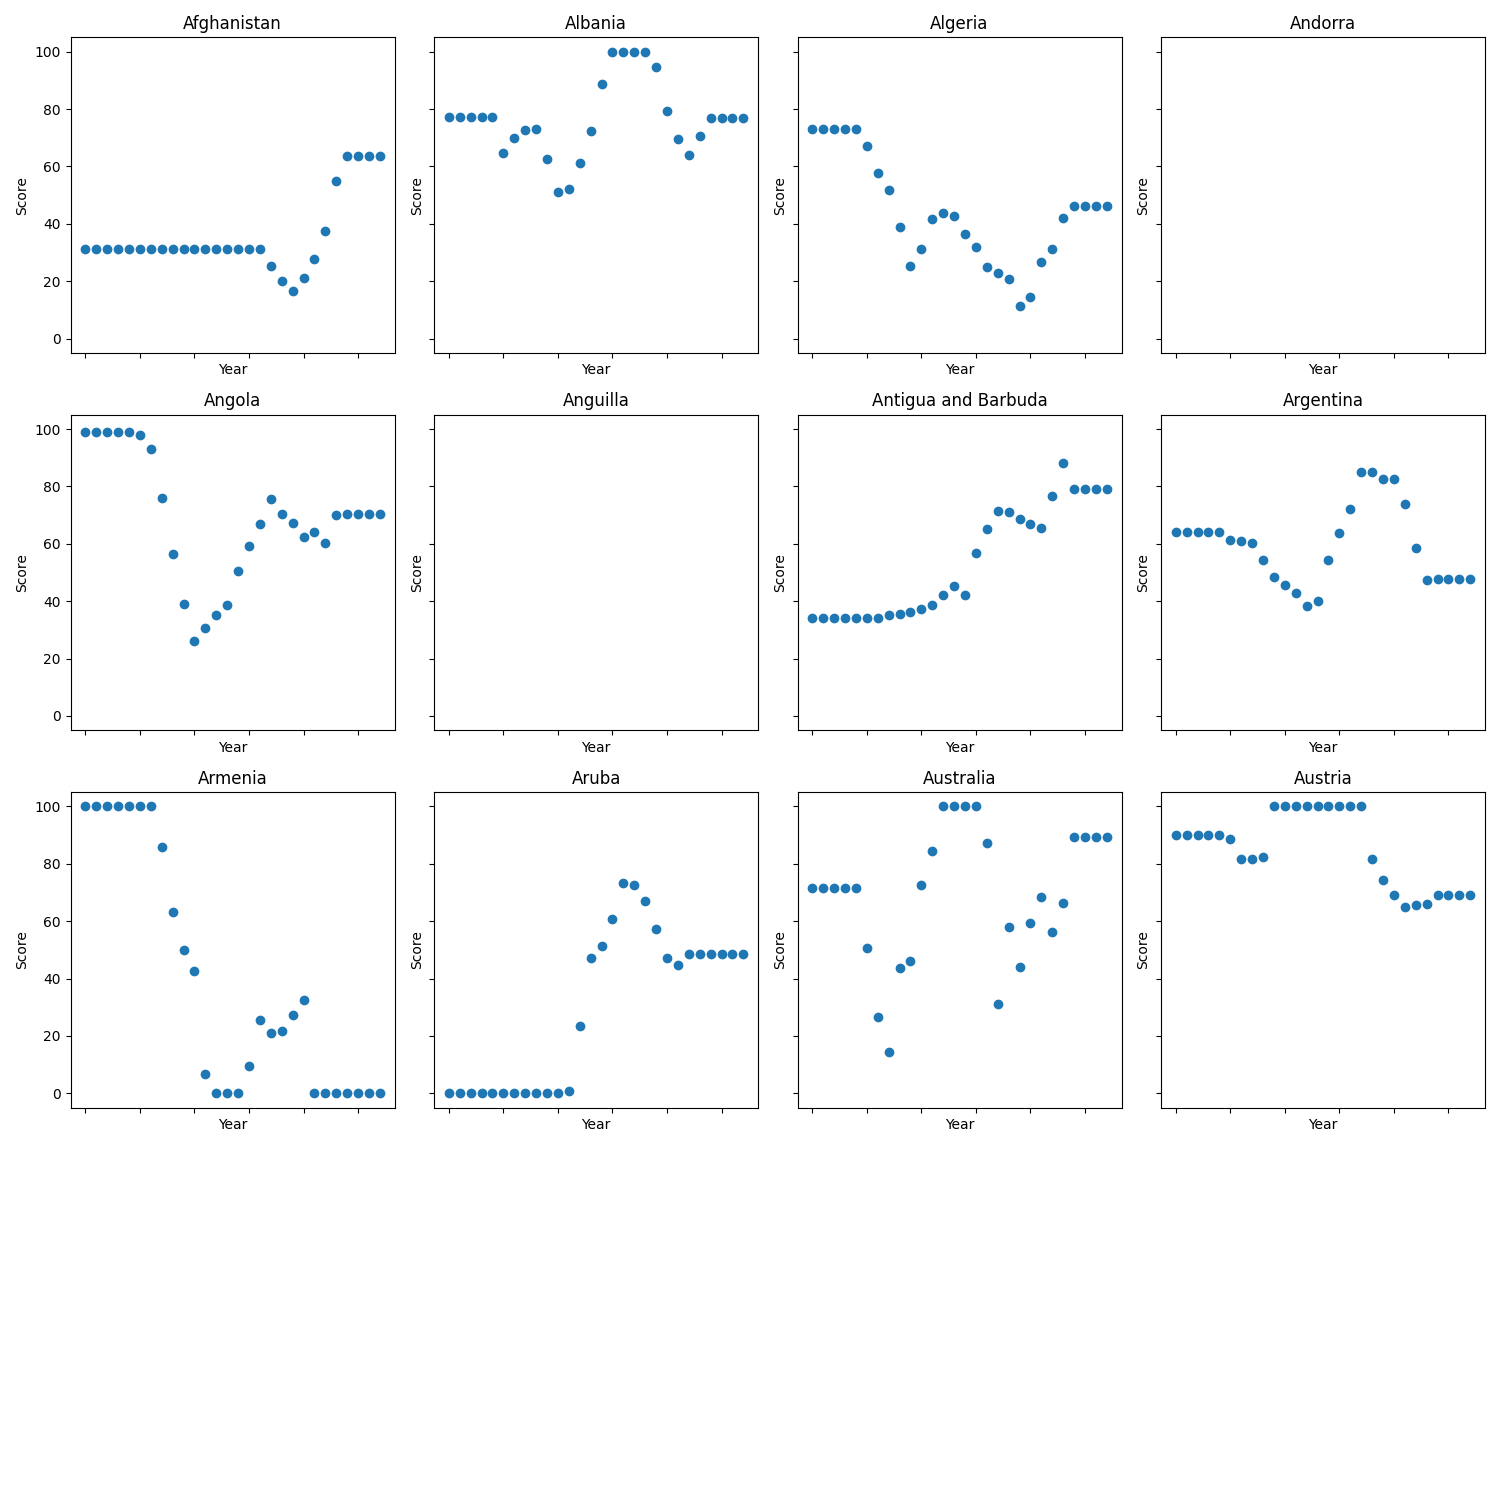 Afghanistan Albania Algeria Andorra
100
80
60
40
20
0
Score Score Score Score
Year Year Year Year
Angola Anguilla Antigua and Barbuda Argentina
100
80
60
40
20
0
Score Score Score Score
Year Year Year Year
Armenia Aruba Australia Austria
100
80
60
40
20
0
Score Score Score Score
Year Year Year Year